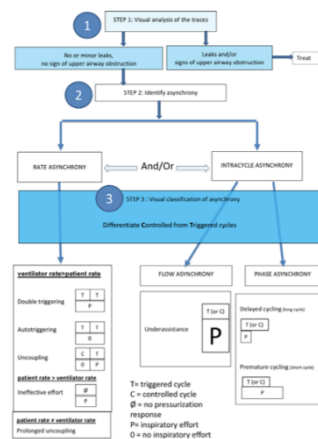 1
STEP 1: Visual analysis of the traces
No or minor leaks,
no sign of upper airway obstruction
Leaks and/or
signs of upper airway obstruction
Treat
2
STEP 2: Identify asynchrony
RATE ASYNCHRONY
And/Or
INTRACYCLE ASYNCHRONY
3
STEP 3 : Visual classification of asynchrony
Differentiate Controlled from Triggered cycles
ventilator rate>patient rate
Double triggering
T T
P
Autotriggering
T T
0
Uncoupling
C T
0 P
patient rate > ventilator rate
Ineffective effort
Ø
P
patient rate ≠ ventilator rate
Prolonged uncoupling
FLOW ASYNCHRONY
Underassistance
T (or C)
P
PHASE ASYNCHRONY
Delayed cycling (long cycle)
T (or C)
P
Premature cycling (short cycle)
T (or C)
P
T= triggered cycle
C = controlled cycle
Ø = no pressurization
response
P= inspiratory effort
0 = no inspiratory effort